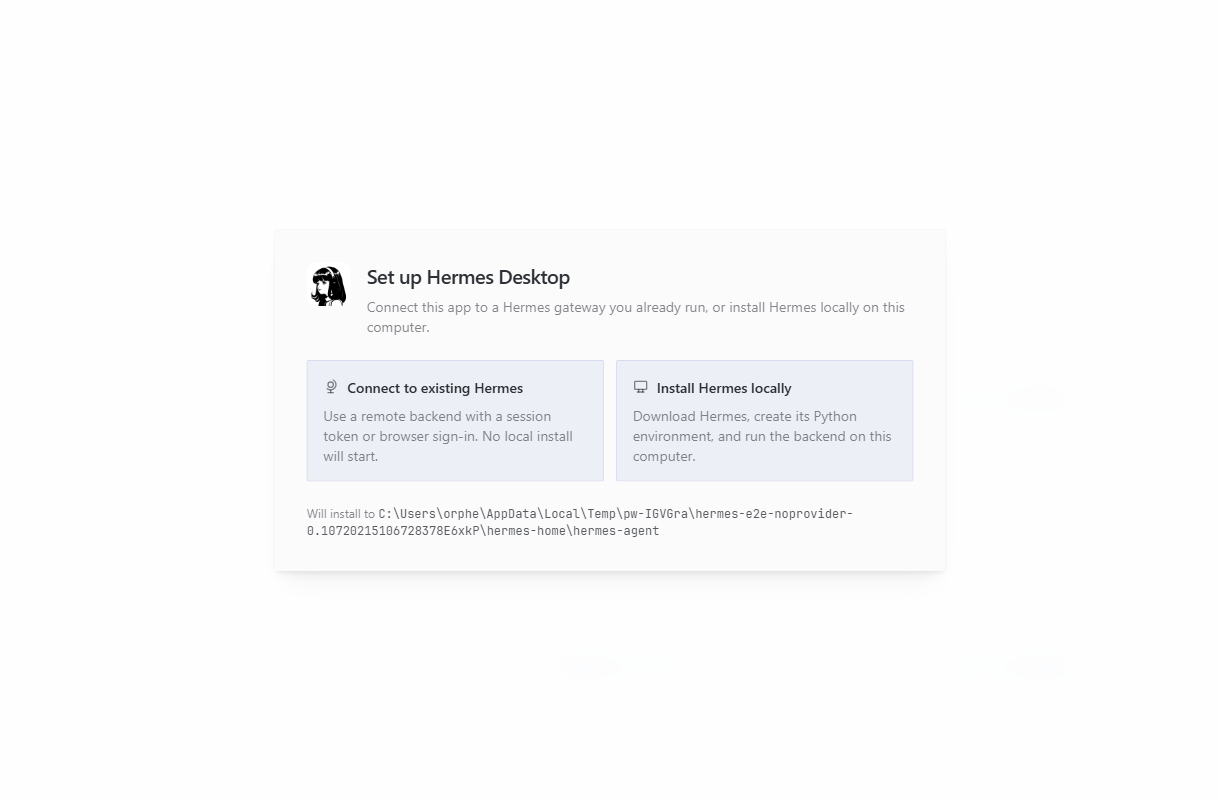 Set up Hermes Desktop
Connect this app to a Hermes gateway you already run, or install Hermes locally on this
computer.
Connect to existing Hermes
Use a remote backend with a session
token or browser sign-in. No local install
will start.
Install Hermes locally
Download Hermes, create its Python
environment, and run the backend on this
computer.
Will install to C:\Users\orphe\AppData\Local\Temp\pw-IGVGra\hermes-e2e-noprovider-
0.10720215106728378E6xkP\hermes-home\hermes-agent